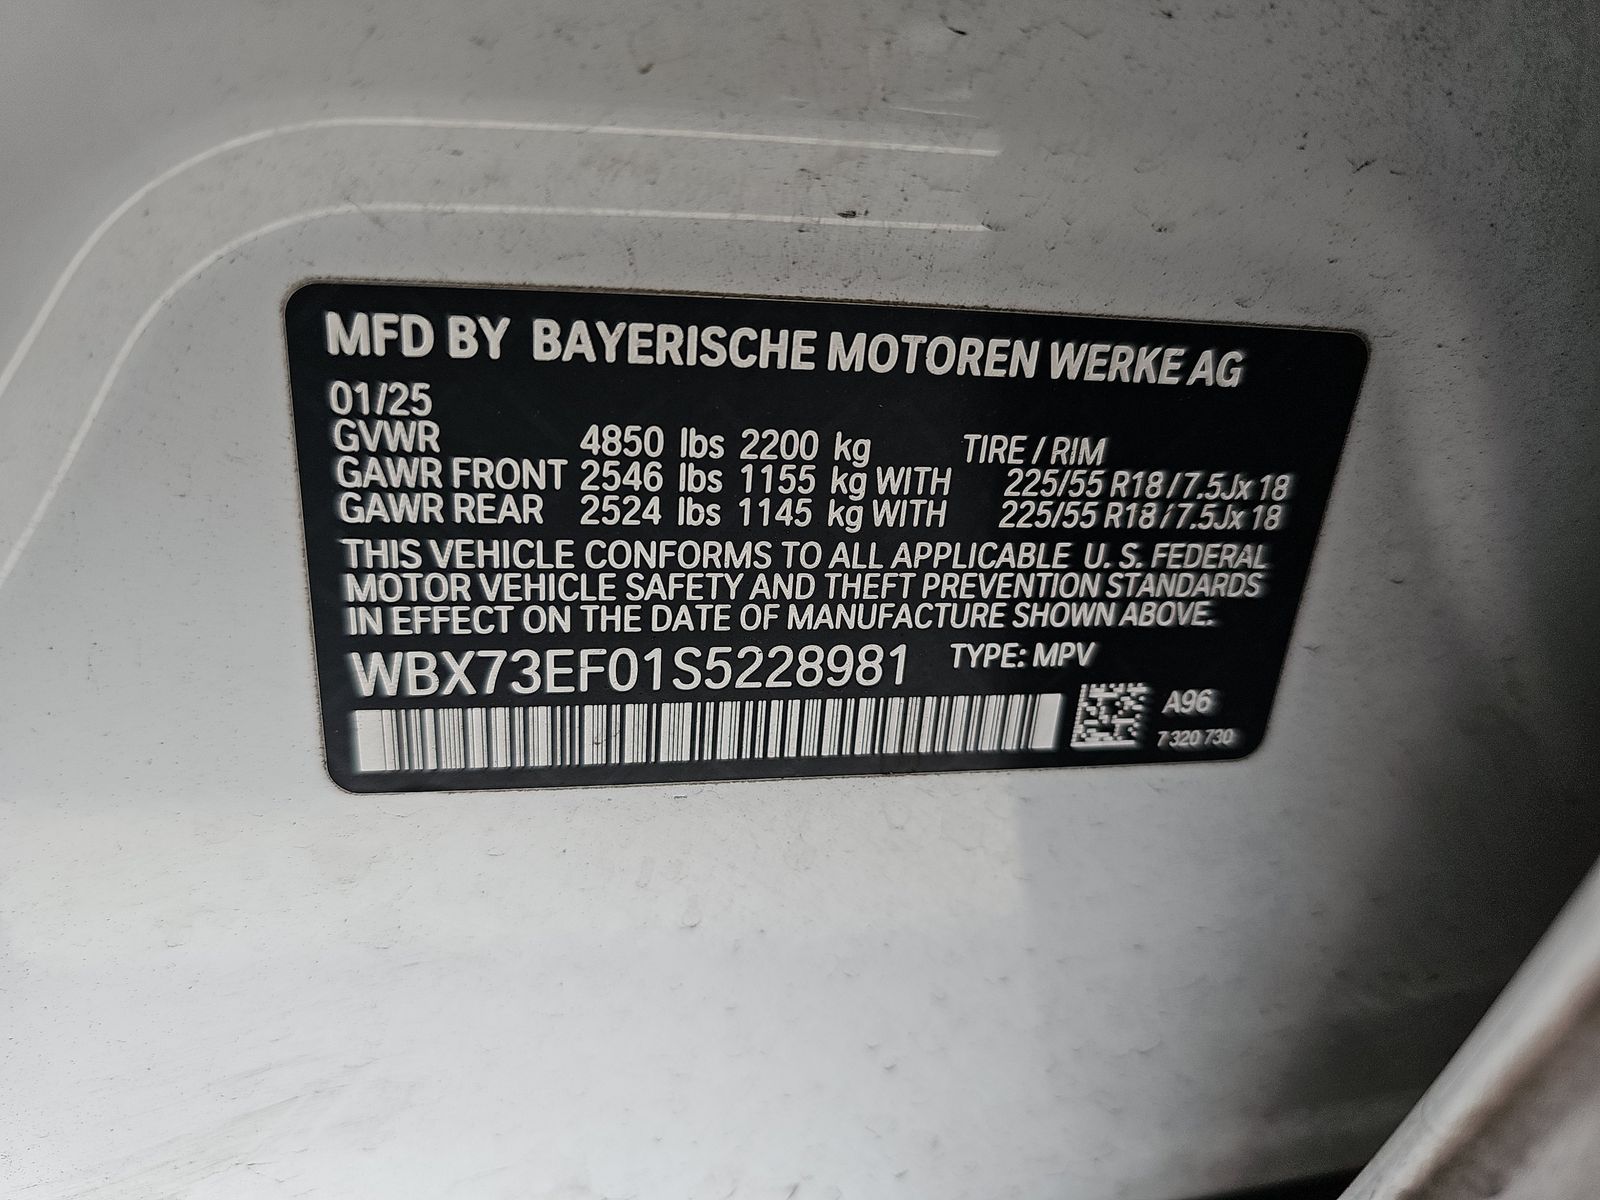 MFD BY BAYERISCHE MOTOREN WERKE AG
01/25
GVWR 4850 lbs 2200 kg TIRE / RIM
GAWR FRONT 2546 lbs 1155 kg WITH 225/55 R18 / 7.5Jx 18
GAWR REAR 2524 lbs 1145 kg WITH 225/55 R18 / 7.5Jx 18
THIS VEHICLE CONFORMS TO ALL APPLICABLE U. S. FEDERAL
MOTOR VEHICLE SAFETY AND THEFT PREVENTION STANDARDS
IN EFFECT ON THE DATE OF MANUFACTURE SHOWN ABOVE.
WBX73EF01S5228981 TYPE: MPV
A96
7 320 730